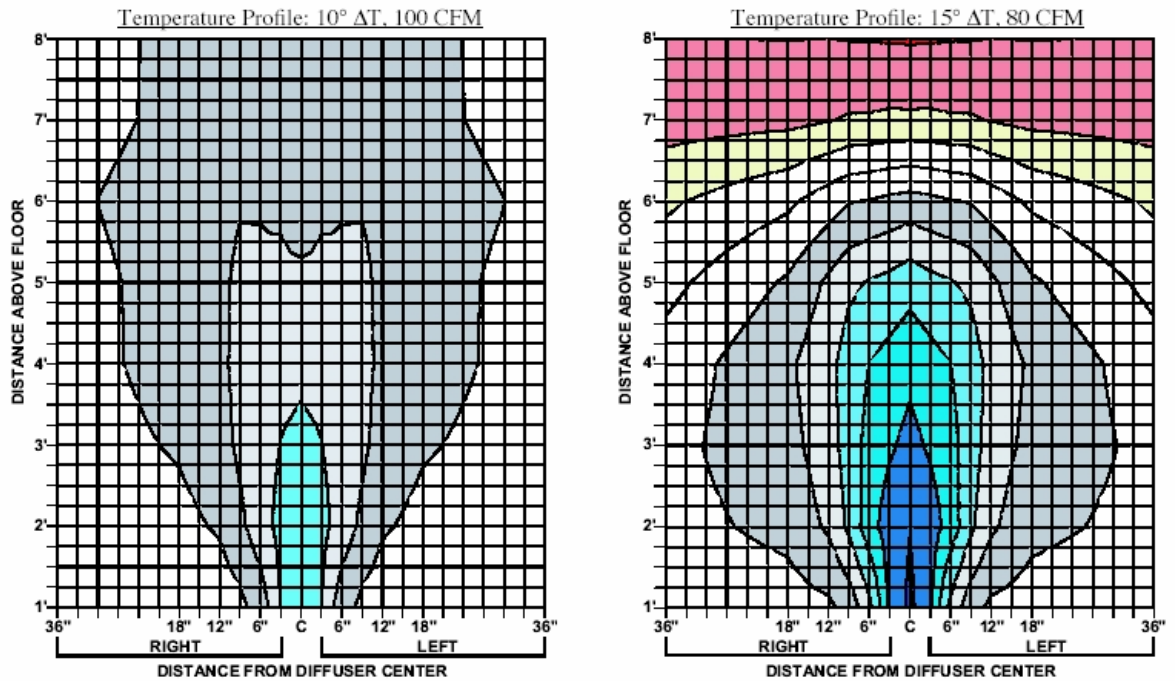 Temperature Profile: 10° ΔT, 100 CFM
8'
7'
6'
5'
4'
3'
2'
1'
DISTANCE ABOVE FLOOR
36" 18" 12" 6" C 6" 12" 18" 36"
RIGHT LEFT
DISTANCE FROM DIFFUSER CENTER
Temperature Profile: 15° ΔT, 80 CFM
8'
7'
6'
5'
4'
3'
2'
1'
DISTANCE ABOVE FLOOR
36" 18" 12" 6" C 6" 12" 18" 36"
RIGHT LEFT
DISTANCE FROM DIFFUSER CENTER